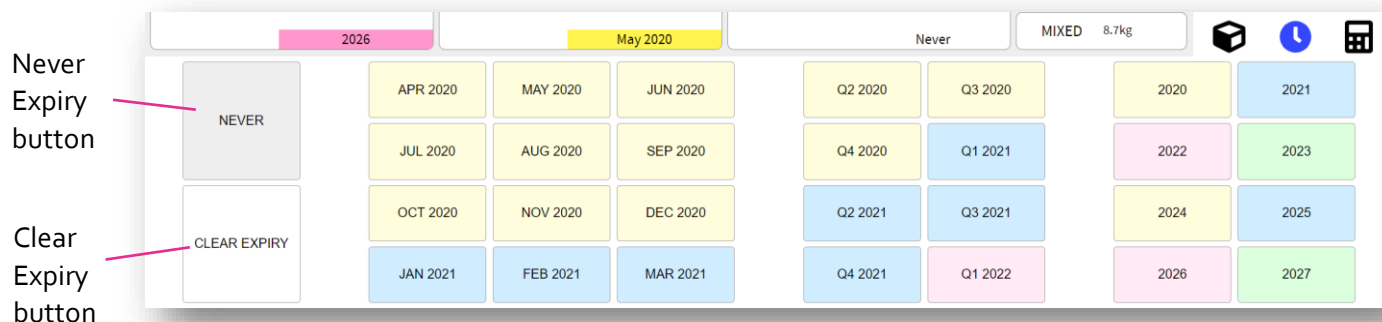 2026
May 2020
Never
MIXED 8.7kg
Never
Expiry
button
NEVER
APR 2020 MAY 2020 JUN 2020 Q2 2020 Q3 2020 2020 2021
JUL 2020 AUG 2020 SEP 2020 Q4 2020 Q1 2021 2022 2023
Clear
Expiry
button
CLEAR EXPIRY
OCT 2020 NOV 2020 DEC 2020 Q2 2021 Q3 2021 2024 2025
JAN 2021 FEB 2021 MAR 2021 Q4 2021 Q1 2022 2026 2027